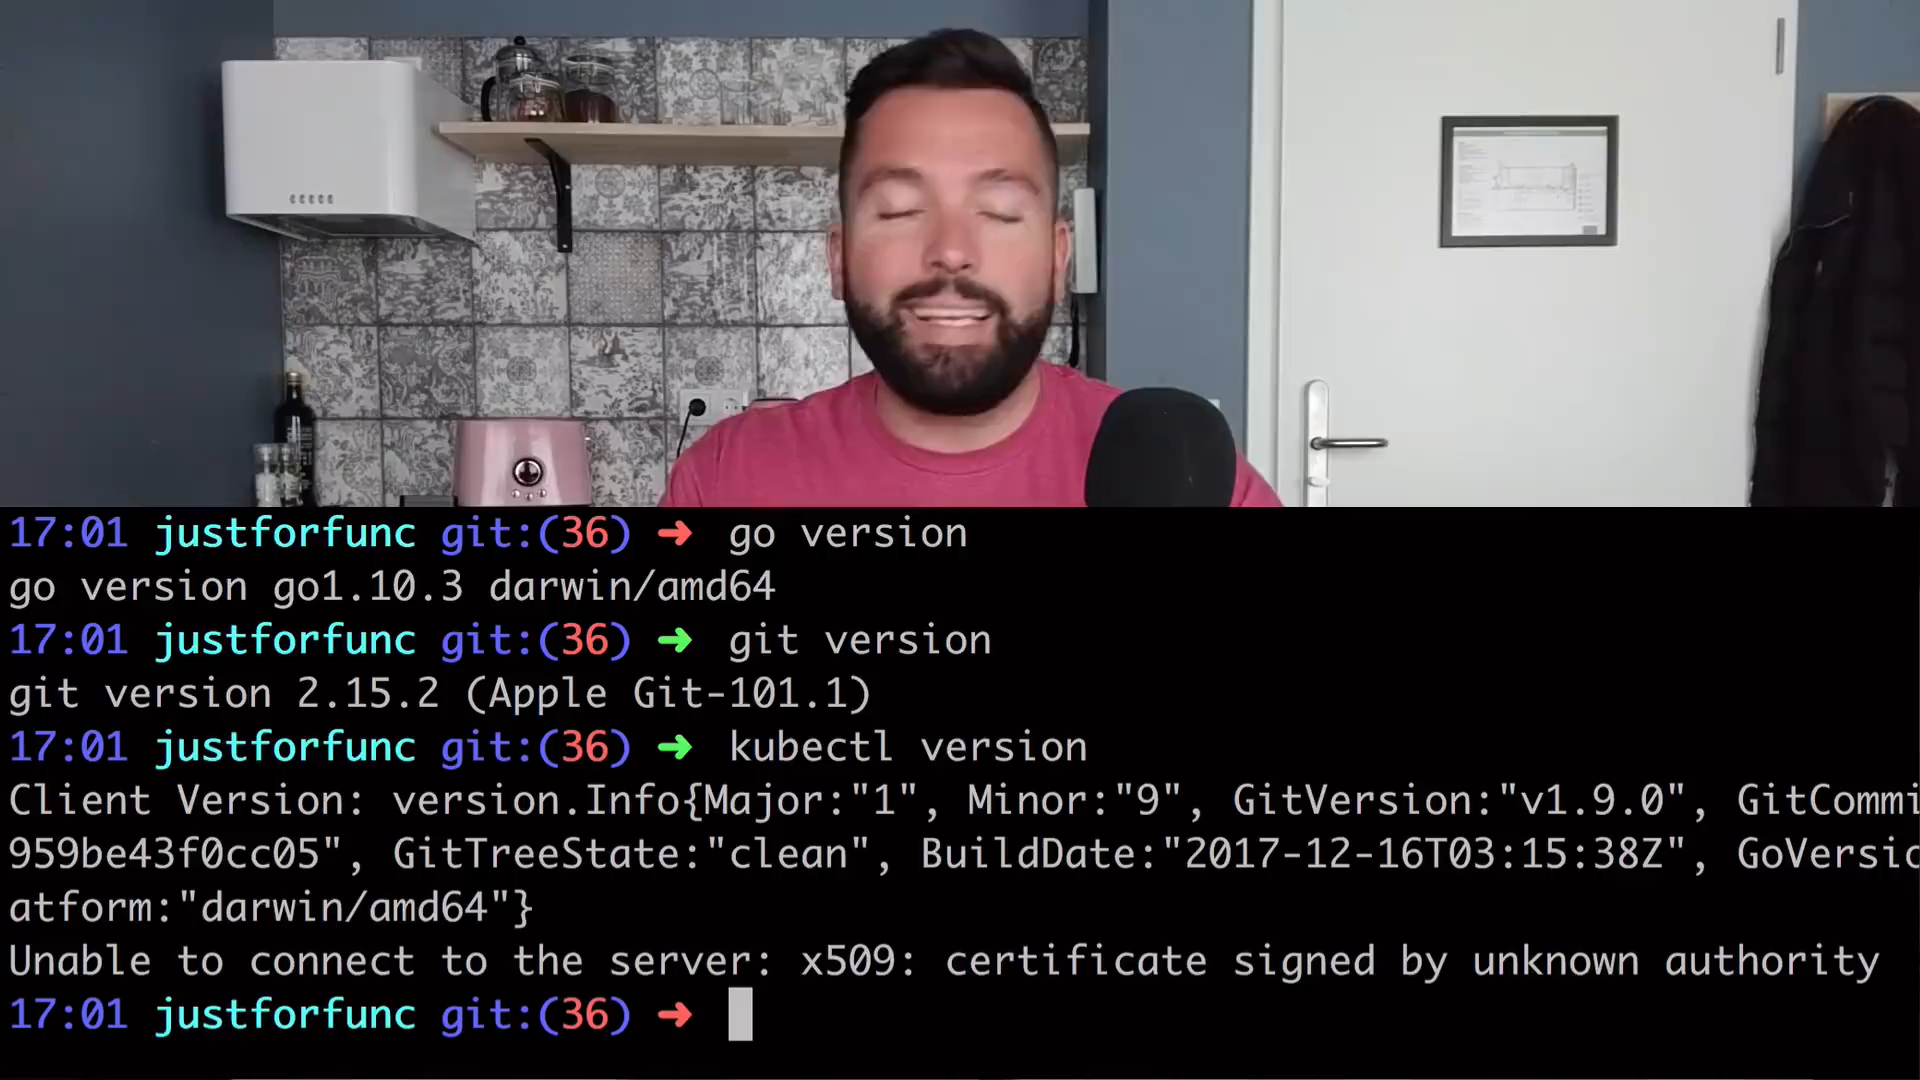 17:01 justforfunc git:(36) ➜ go version
go version go1.10.3 darwin/amd64
17:01 justforfunc git:(36) ➜ git version
git version 2.15.2 (Apple Git-101.1)
17:01 justforfunc git:(36) ➜ kubectl version
Client Version: version.Info{Major:"1", Minor:"9", GitVersion:"v1.9.0", GitCommi
959be43f0cc05", GitTreeState:"clean", BuildDate:"2017-12-16T03:15:38Z", GoVersio
atform:"darwin/amd64"}
Unable to connect to the server: x509: certificate signed by unknown authority
17:01 justforfunc git:(36) ➜